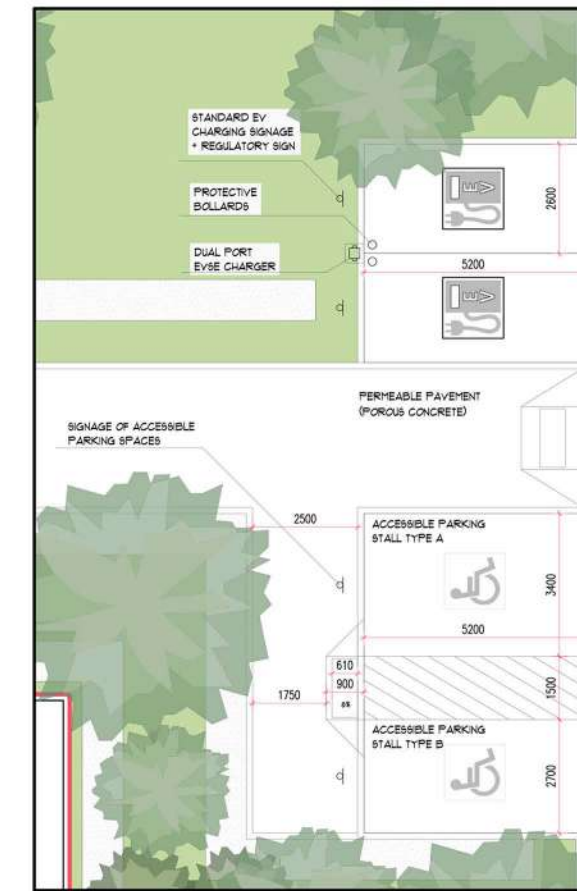 STANDARD EV
CHARGING SIGNAGE
+ REGULATORY SIGN
PROTECTIVE
BOLLARDS
DUAL PORT
EVSE CHARGER
EV
2600
5200
EV
PERMEABLE PAVEMENT
(POROUS CONCRETE)
SIGNAGE OF ACCESSIBLE
PARKING SPACES
2500
ACCESSIBLE PARKING
STALL TYPE A
3400
5200
610
900
1750
1500
ACCESSIBLE PARKING
STALL TYPE B
2700